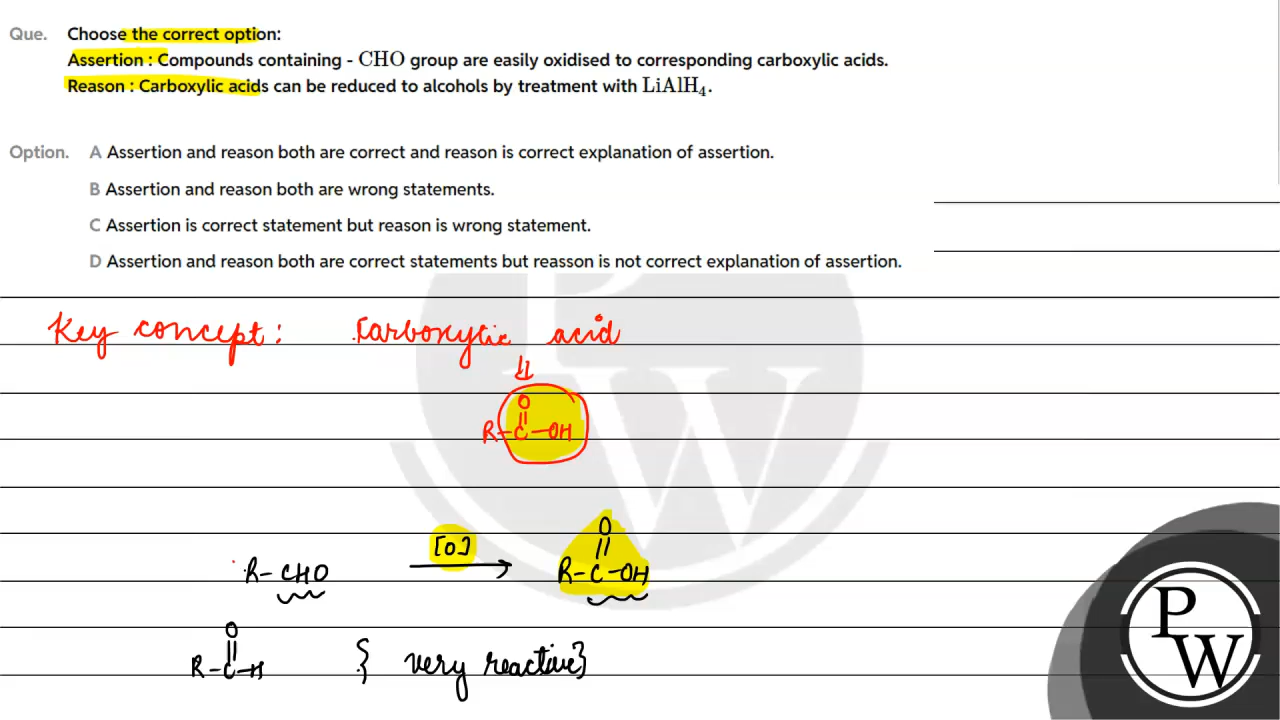 Que. Choose the correct option:
Assertion : Compounds containing - CHO group are easily oxidised to corresponding carboxylic acids.
Reason : Carboxylic acids can be reduced to alcohols by treatment with LiAlH₄.
Option. A Assertion and reason both are correct and reason is correct explanation of assertion.
B Assertion and reason both are wrong statements.
C Assertion is correct statement but reason is wrong statement.
D Assertion and reason both are correct statements but reasson is not correct explanation of assertion.
Key concept : Carboxylic acid
⇓
O
||
R-C-OH
O
[O] ||
R-CHO → R-C-OH
O
||
R-C-H { very reactive}
P
W